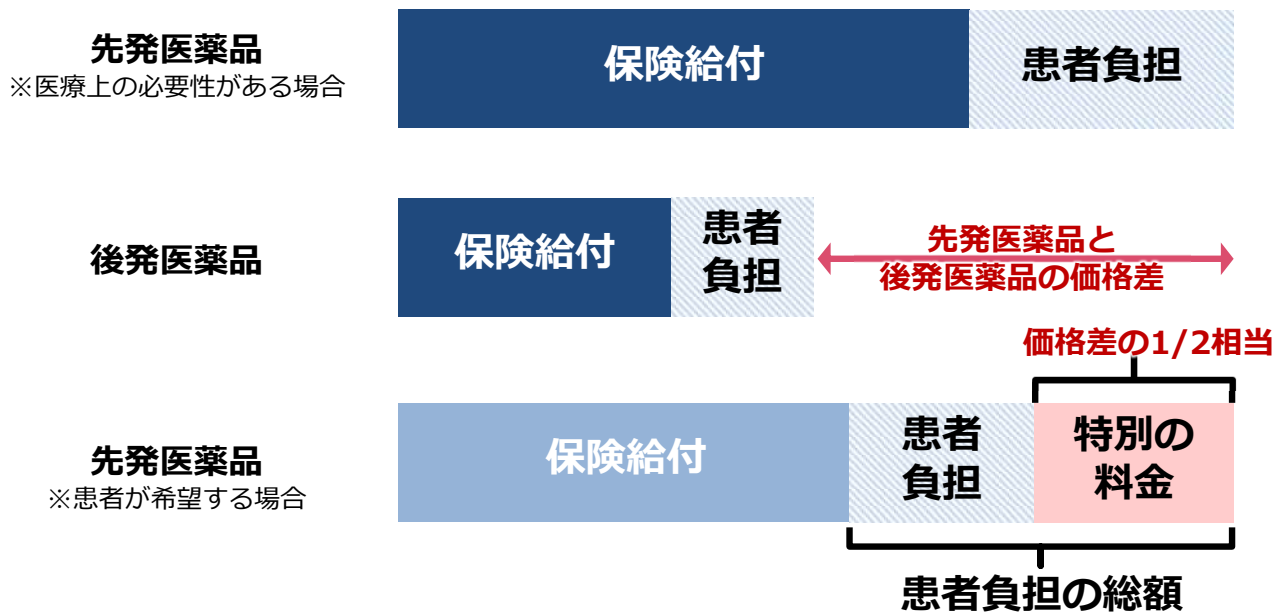 先発医薬品
※医療上の必要性がある場合
保険給付
患者負担
後発医薬品
保険給付
患者
負担
先発医薬品と
後発医薬品の価格差
価格差の1/2相当
先発医薬品
※患者が希望する場合
保険給付
患者
負担
特別の
料金
患者負担の総額